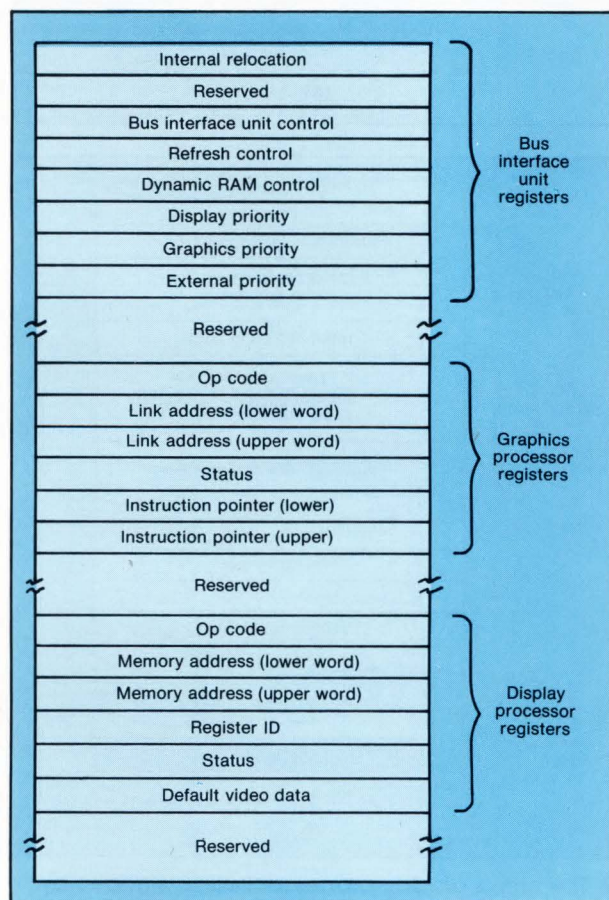 Internal relocation
Reserved
Bus interface unit control
Refresh control
Dynamic RAM control
Display priority
Graphics priority
External priority
Bus
interface
unit
registers
Reserved
Op code
Link address (lower word)
Link address (upper word)
Status
Instruction pointer (lower)
Instruction pointer (upper)
Graphics
processor
registers
Reserved
Op code
Memory address (lower word)
Memory address (upper word)
Register ID
Status
Default video data
Display
processor
registers
Reserved